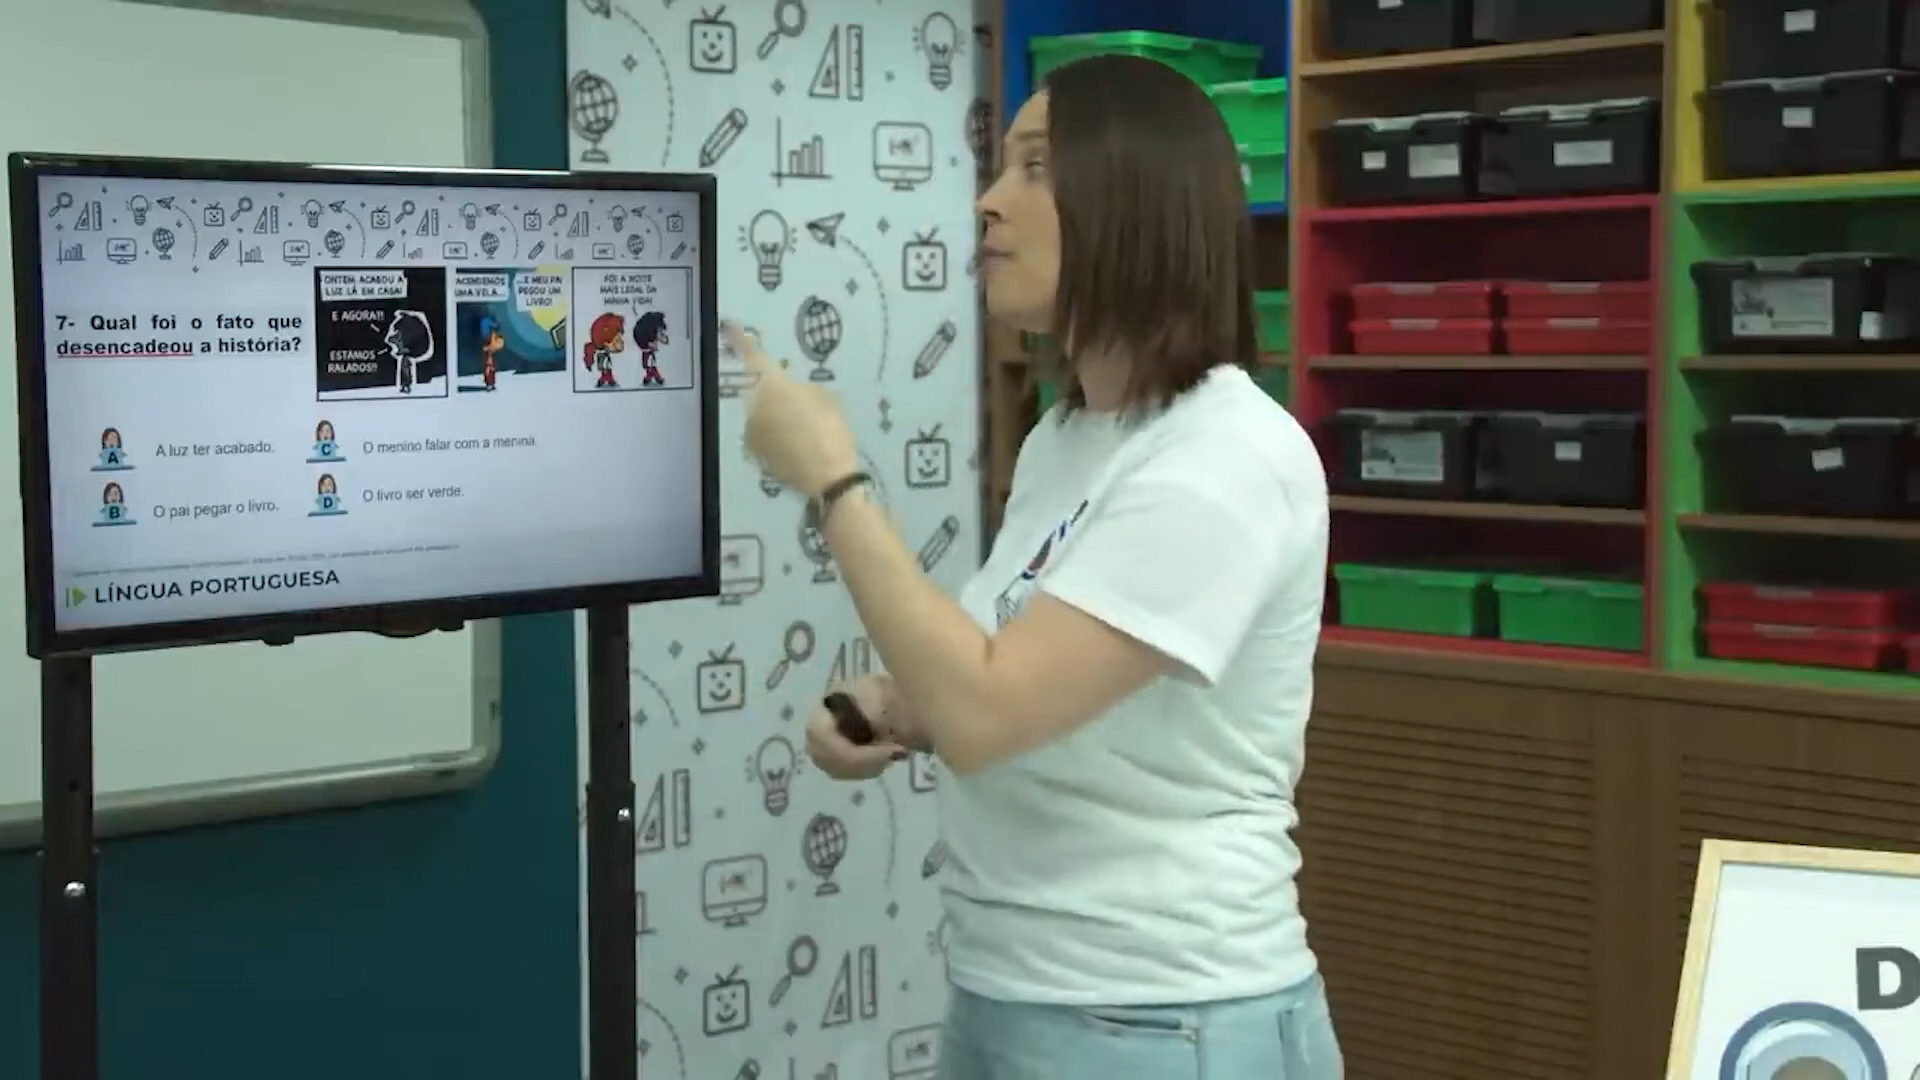 7- Qual foi o fato que
desencadeou a história?
ONTEM ACABOU A
LUZ LÁ EM CASA!
E AGORA?!
ESTAMOS
RALADOS!!
ACENDEMOS
UMA VELA...
...E MEU PAI
PEGOU UM
LIVRO!
FOI A NOITE
MAIS LEGAL DA
MINHA VIDA!
A
A luz ter acabado.
B
O pai pegar o livro.
C
O menino falar com a menina.
D
O livro ser verde.
LÍNGUA PORTUGUESA
D